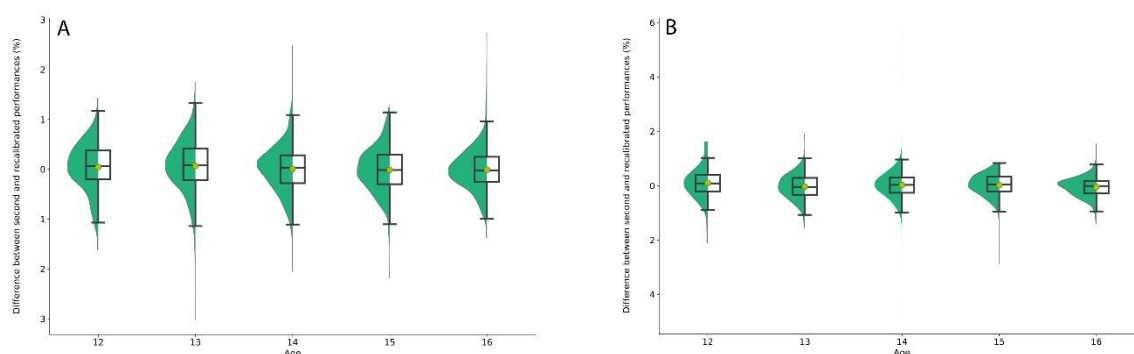 A
Difference between second and recalibrated performances (%)
3
2
1
0
1
2
3
12 13 14 15 16
Age
B
Difference between second and recalibrated performances (%)
6
4
2
0
2
4
12 13 14 15 16
Age